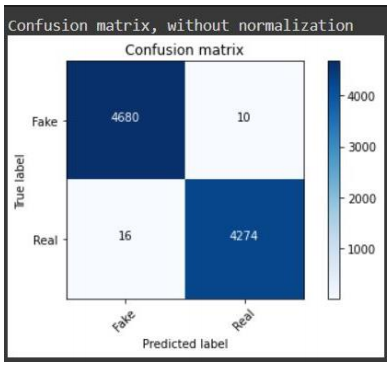 Confusion matrix, without normalization
Confusion matrix
Fake
4680
10
4000
3000
True label
2000
Real
16
4274
1000
Fake
Real
Predicted label